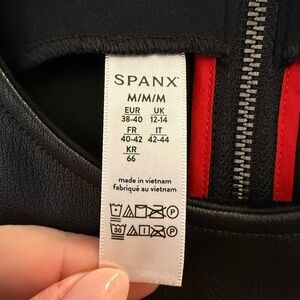 SPANX
M/M/M
EUR UK
38-40 12-14
FR IT
40-42 42-44
KR
66
made in vietnam
fabriqué au vietnam